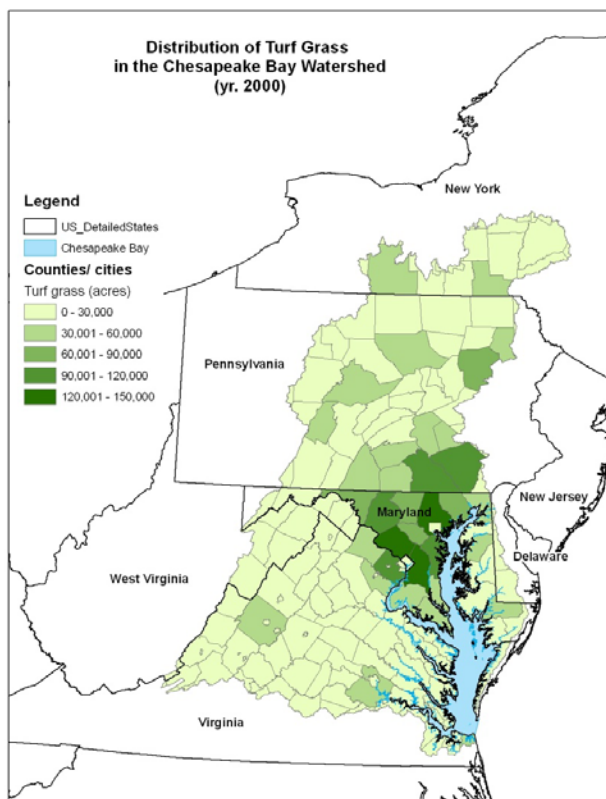 Distribution of Turf Grass
in the Chesapeake Bay Watershed
(yr. 2000)
New York
Legend
US_DetailedStates
Chesapeake Bay
Counties/ cities
Turf grass (acres)
0 - 30,000
30,001 - 60,000
60,001 - 90,000
90,001 - 120,000
120,001 - 150,000
Pennsylvania
New Jersey
Maryland
Delaware
West Virginia
Virginia